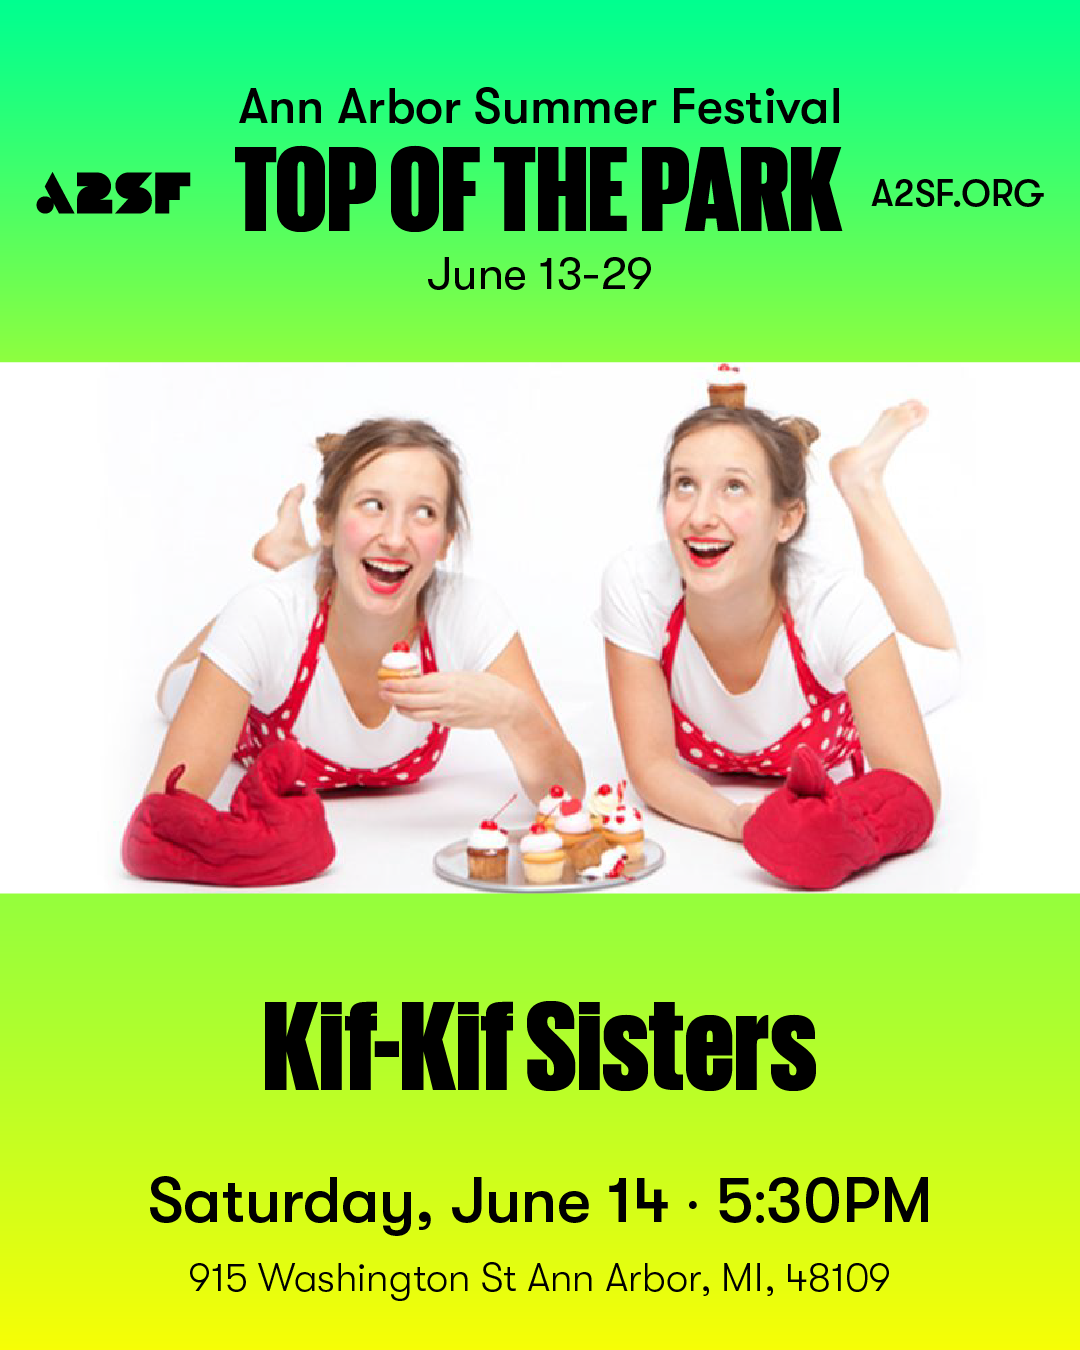 Ann Arbor Summer Festival
A2SF
TOP OF THE PARK
A2SF.ORG
June 13-29
Kif-Kif Sisters
Saturday, June 14 · 5:30PM
915 Washington St Ann Arbor, MI, 48109